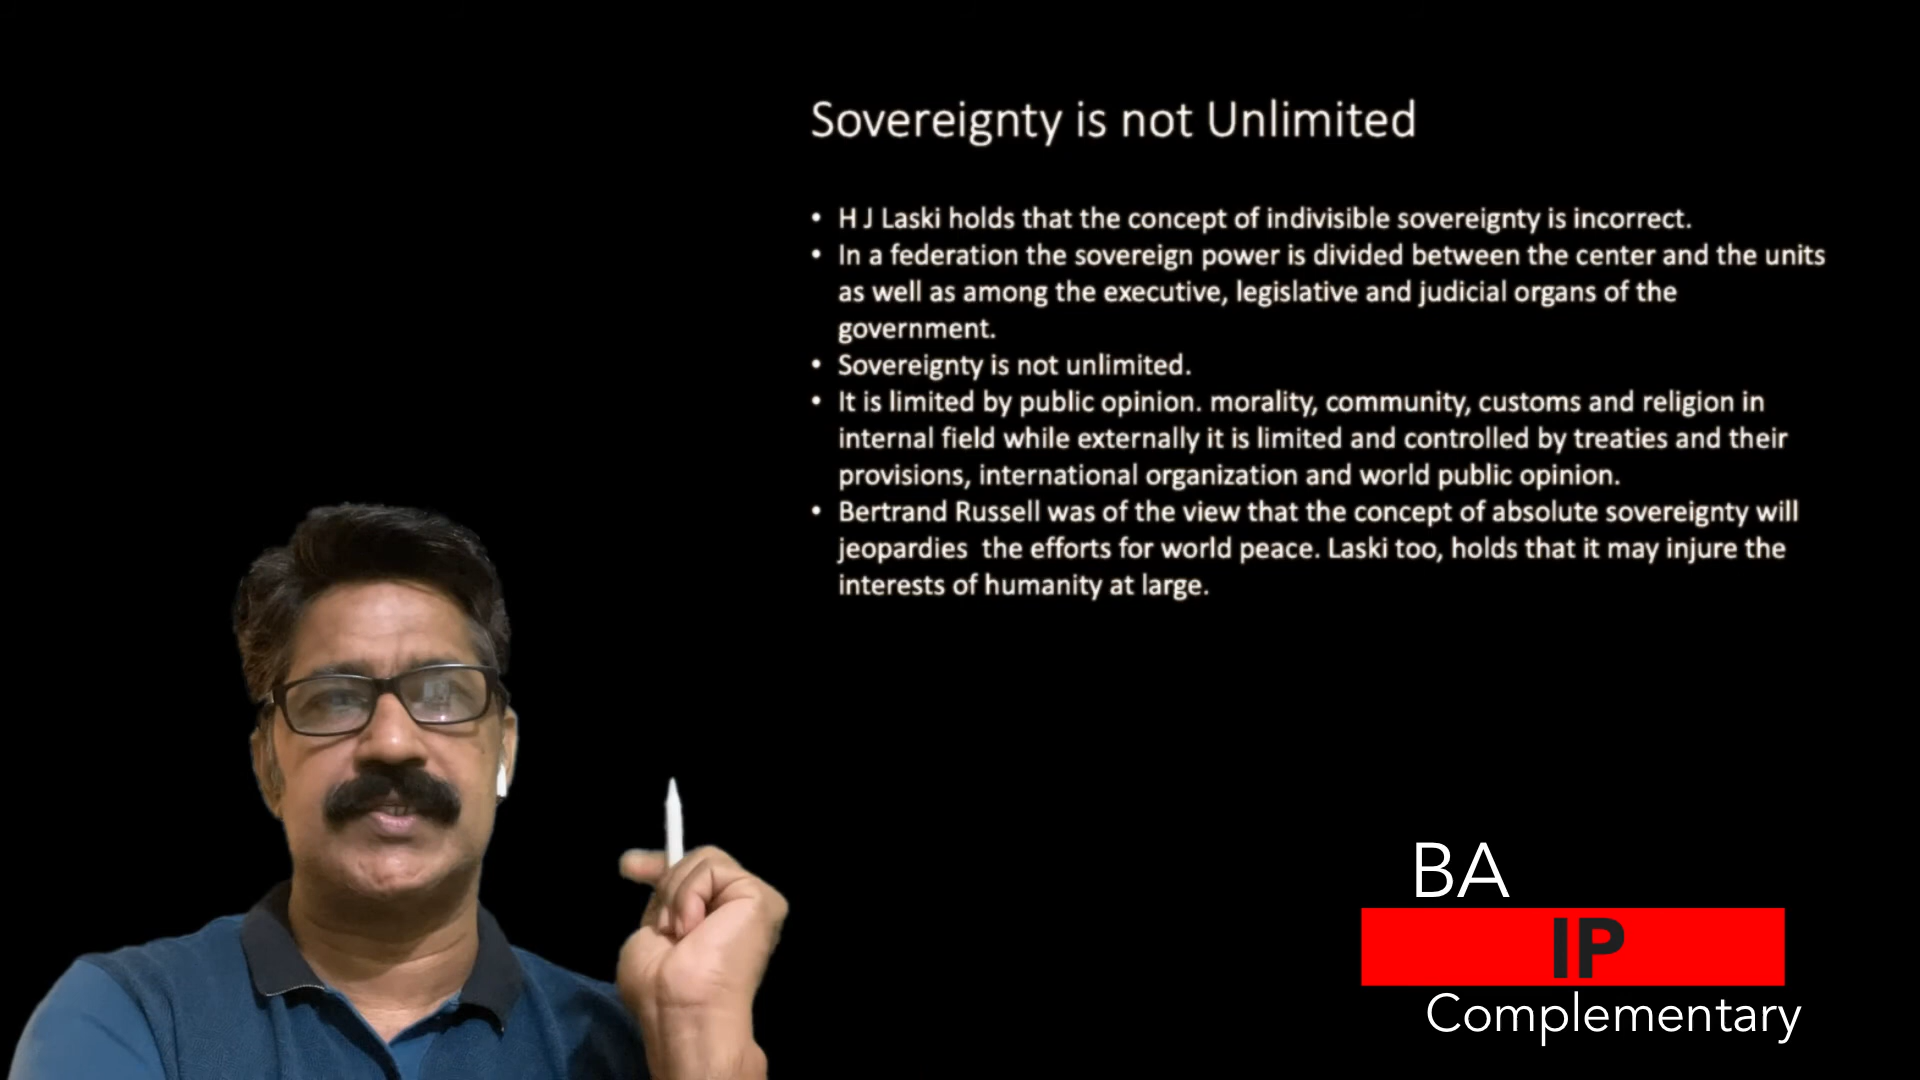 Sovereignty is not Unlimited
• H J Laski holds that the concept of indivisible sovereignty is incorrect.
• In a federation the sovereign power is divided between the center and the units
as well as among the executive, legislative and judicial organs of the
government.
• Sovereignty is not unlimited.
• It is limited by public opinion. morality, community, customs and religion in
internal field while externally it is limited and controlled by treaties and their
provisions, international organization and world public opinion.
• Bertrand Russell was of the view that the concept of absolute sovereignty will
jeopardies  the efforts for world peace. Laski too, holds that it may injure the
interests of humanity at large.
BA
IP
Complementary